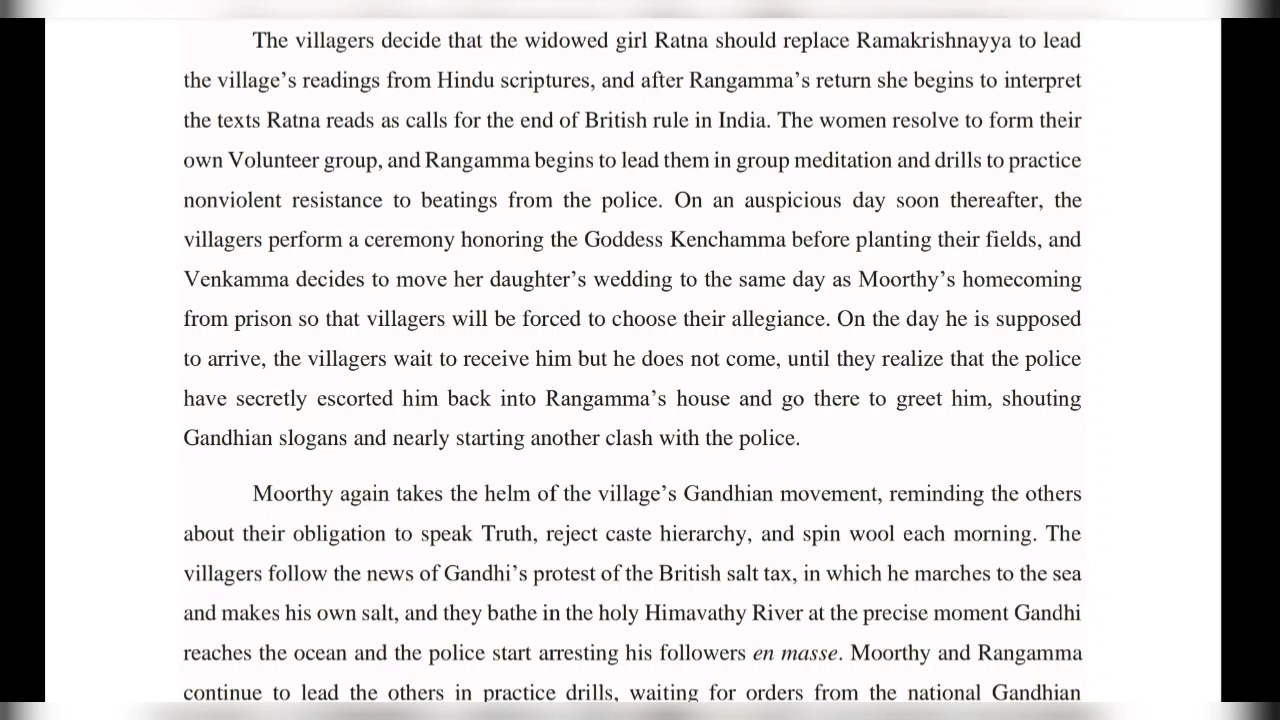 The villagers decide that the widowed girl Ratna should replace Ramakrishnayya to lead
the village’s readings from Hindu scriptures, and after Rangamma’s return she begins to interpret
the texts Ratna reads as calls for the end of British rule in India. The women resolve to form their
own Volunteer group, and Rangamma begins to lead them in group meditation and drills to practice
nonviolent resistance to beatings from the police. On an auspicious day soon thereafter, the
villagers perform a ceremony honoring the Goddess Kenchamma before planting their fields, and
Venkamma decides to move her daughter’s wedding to the same day as Moorthy’s homecoming
from prison so that villagers will be forced to choose their allegiance. On the day he is supposed
to arrive, the villagers wait to receive him but he does not come, until they realize that the police
have secretly escorted him back into Rangamma’s house and go there to greet him, shouting
Gandhian slogans and nearly starting another clash with the police.
Moorthy again takes the helm of the village’s Gandhian movement, reminding the others
about their obligation to speak Truth, reject caste hierarchy, and spin wool each morning. The
villagers follow the news of Gandhi’s protest of the British salt tax, in which he marches to the sea
and makes his own salt, and they bathe in the holy Himavathy River at the precise moment Gandhi
reaches the ocean and the police start arresting his followers en masse. Moorthy and Rangamma
continue to lead the others in practice drills, waiting for orders from the national Gandhian